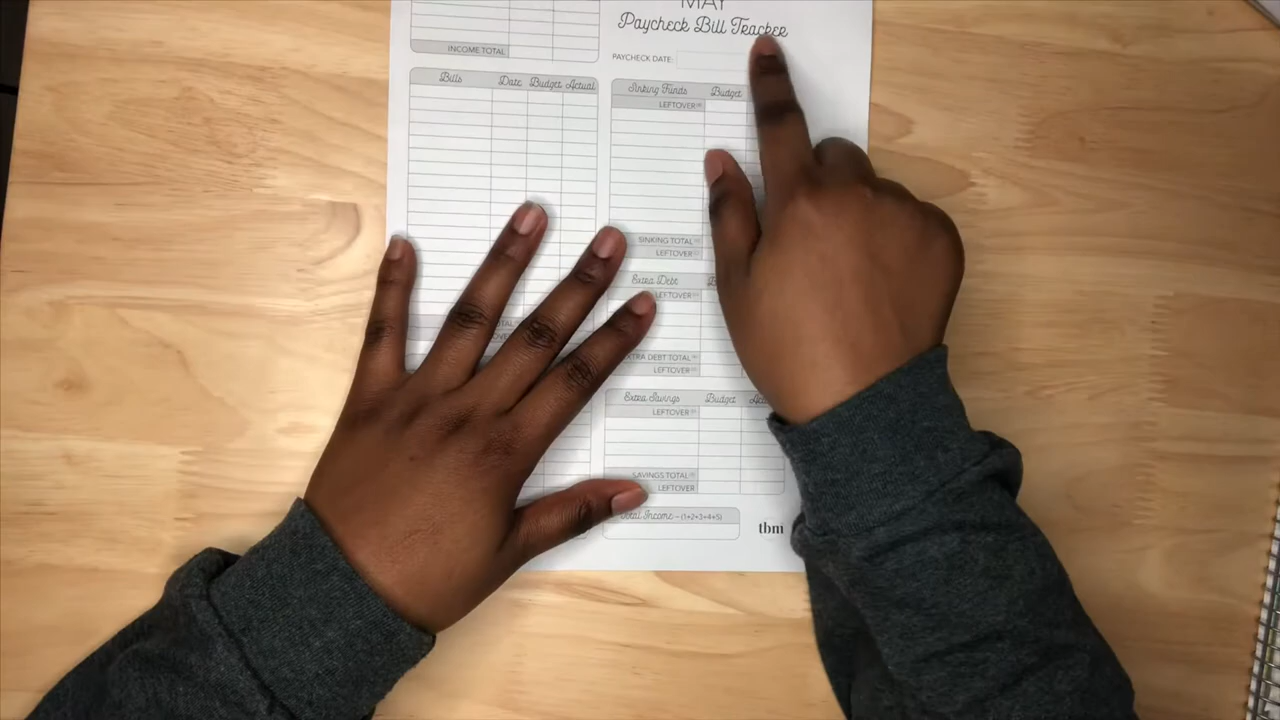 MAY
Paycheck Bill Tracker
INCOME TOTAL
PAYCHECK DATE:
Bills Date Budget Actual
Sinking Funds Budget
LEFTOVER
SINKING TOTAL
LEFTOVER
Extra Debt
LEFTOVER
EXTRA DEBT TOTAL
LEFTOVER
Extra Savings Budget
LEFTOVER
SAVINGS TOTAL
LEFTOVER
Total Income – (1+2+3+4+5)
tbm